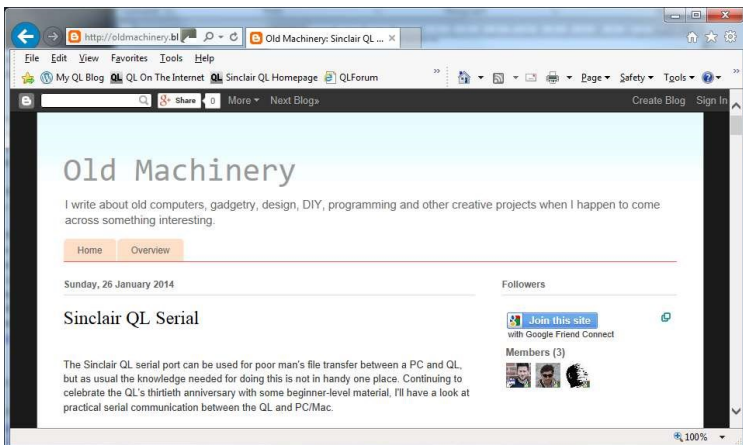 http://oldmachinery.bl
Old Machinery: Sinclair QL ...
File Edit View Favorites Tools Help
My QL Blog QL QL On The Internet QL Sinclair QL Homepage QLForum » Page Safety Tools »
Share 0 More Next Blog» Create Blog Sign In
Old Machinery
I write about old computers, gadgetry, design, DIY, programming and other creative projects when I happen to come
across something interesting.
Home Overview
Sunday, 26 January 2014
Followers
Sinclair QL Serial
Join this site
with Google Friend Connect
Members (3)
The Sinclair QL serial port can be used for poor man's file transfer between a PC and QL,
but as usual the knowledge needed for doing this is not in handy one place. Continuing to
celebrate the QL's thirtieth anniversary with some beginner-level material, I'll have a look at
practical serial communication between the QL and PC/Mac.
100%